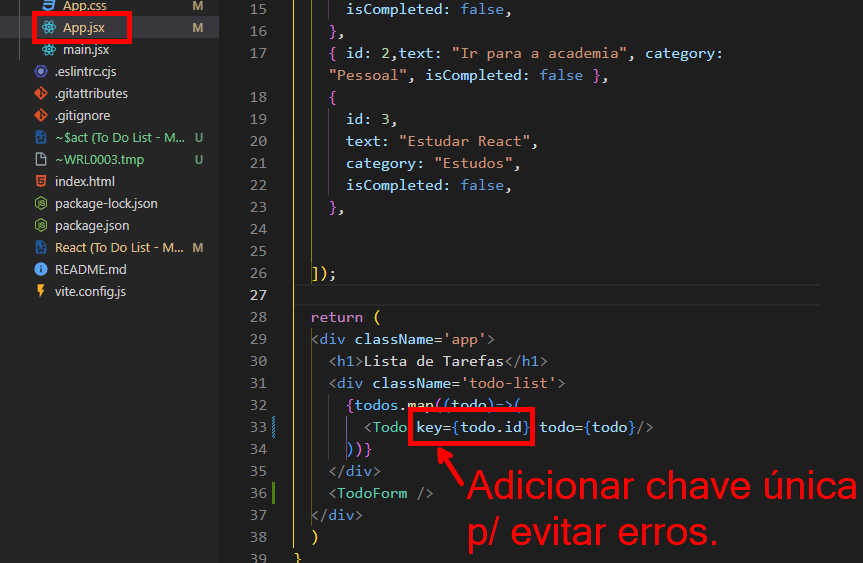 App.css M
App.jsx M
main.jsx
.eslintrc.cjs
.gitattributes
.gitignore
~$act (To Do List - M... U
~WRL0003.tmp U
index.html
package-lock.json
package.json
React (To Do List - M... M
README.md
vite.config.js
15 isCompleted: false,
16 },
17 { id: 2,text: "Ir para a academia", category:
"Pessoal", isCompleted: false },
18 {
19 id: 3,
20 text: "Estudar React",
21 category: "Estudos",
22 isCompleted: false,
23 },
24
25
26 ]);
27
28 return (
29 <div className='app'>
30 <h1>Lista de Tarefas</h1>
31 <div className='todo-list'>
32 {todos.map((todo)=>(
33 <Todo key={todo.id} todo={todo}/>
34 ))}
35 </div>
36 <TodoForm />
37 </div>
38 )
39 }
Adicionar chave única
p/ evitar erros.